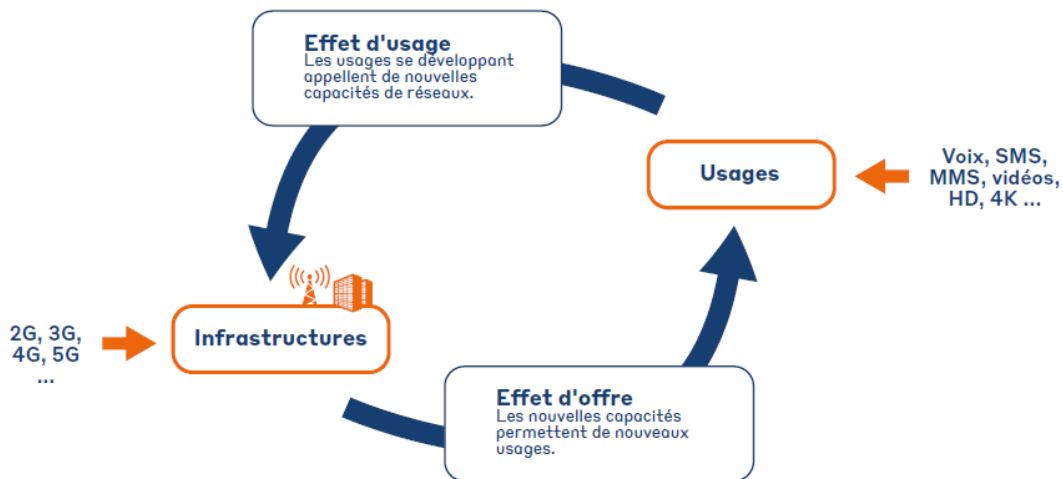 Effet d'usage
Les usages se développant
appellent de nouvelles
capacités de réseaux.
Usages
Voix, SMS,
MMS, vidéos,
HD, 4K ...
Infrastructures
2G, 3G,
4G, 5G
...
Effet d'offre
Les nouvelles capacités
permettent de nouveaux
usages.